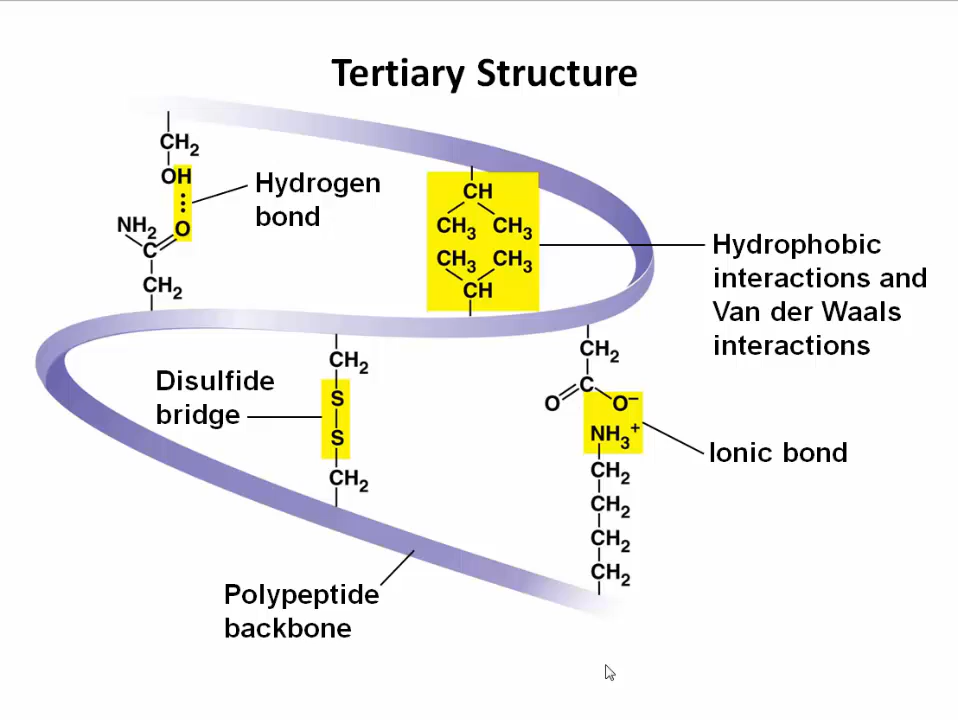 Tertiary Structure
CH₂
OH
Hydrogen
bond
NH₂
O
C
CH₂
CH
CH₃ CH₃
CH₃ CH₃
CH
Hydrophobic
interactions and
Van der Waals
interactions
CH₂
S
S
CH₂
Disulfide
bridge
CH₂
C
O O⁻
NH₃⁺
CH₂
CH₂
CH₂
CH₂
Ionic bond
Polypeptide
backbone